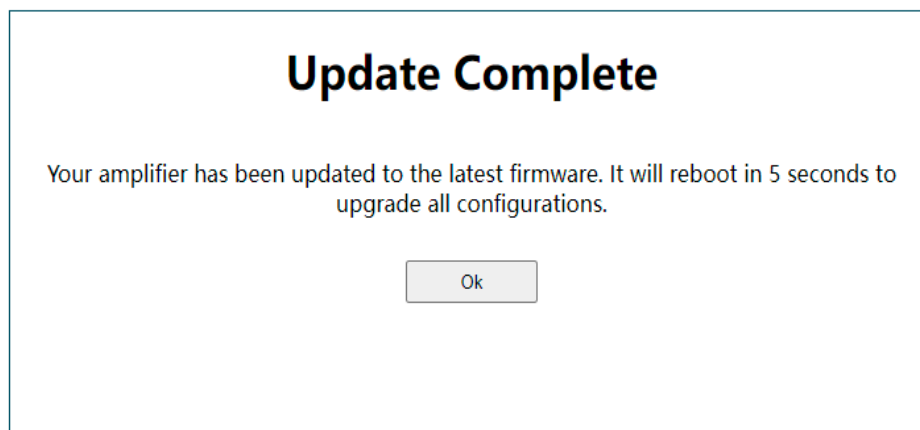 Update Complete
Your amplifier has been updated to the latest firmware. It will reboot in 5 seconds to
upgrade all configurations.
Ok